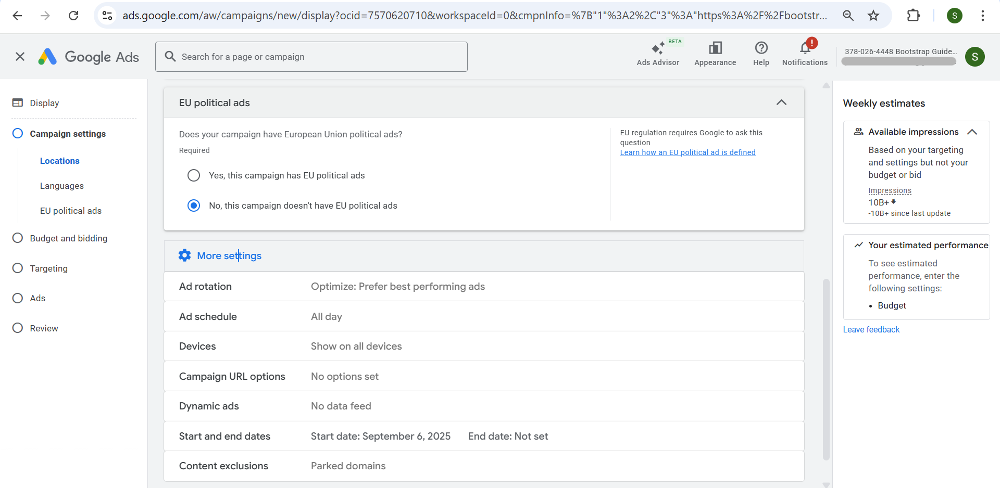 ads.google.com/aw/campaigns/new/display?ocid=7570620710&workspaceId=0&cmpnInfo=%7B"1"%3A2%2C"3"%3A"https%3A%2F%2Fbootstr...
S
Google Ads
Search for a page or campaign
BETA
Ads Advisor
Appearance
Help
!
Notifications
378-026-4448 Bootstrap Guide...
S
Display
Campaign settings
Locations
Languages
EU political ads
Budget and bidding
Targeting
Ads
Review
EU political ads
Does your campaign have European Union political ads?
Required
Yes, this campaign has EU political ads
No, this campaign doesn't have EU political ads
EU regulation requires Google to ask this
question
Learn how an EU political ad is defined
More settings
Ad rotation Optimize: Prefer best performing ads
Ad schedule All day
Devices Show on all devices
Campaign URL options No options set
Dynamic ads No data feed
Start and end dates Start date: September 6, 2025 End date: Not set
Content exclusions Parked domains
Weekly estimates
Available impressions
Based on your targeting
and settings but not your
budget or bid
Impressions
10B+
-10B+ since last update
Your estimated performance
To see estimated
performance, enter the
following settings:
• Budget
Leave feedback